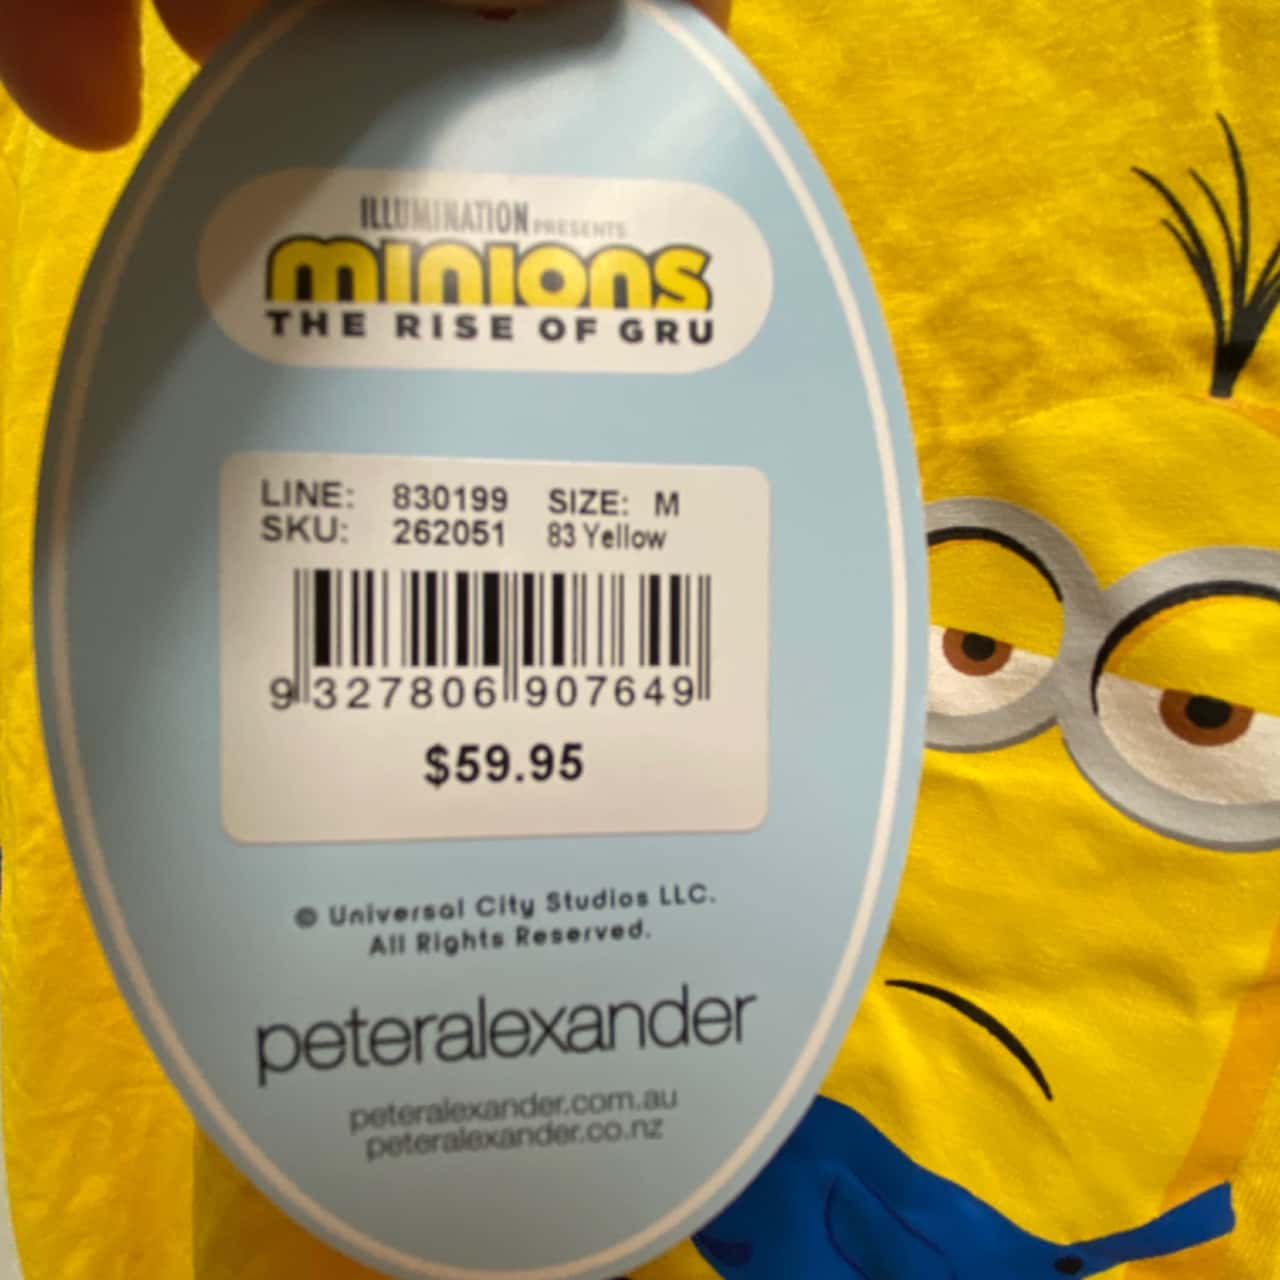 ILLUMINATION PRESENTS
minions
THE RISE OF GRU
LINE: 830199 SIZE: M
SKU: 262051 83 Yellow
9 327806 907649
$59.95
© Universal City Studios LLC.
All Rights Reserved.
peteralexander
peteralexander.com.au
peteralexander.co.nz